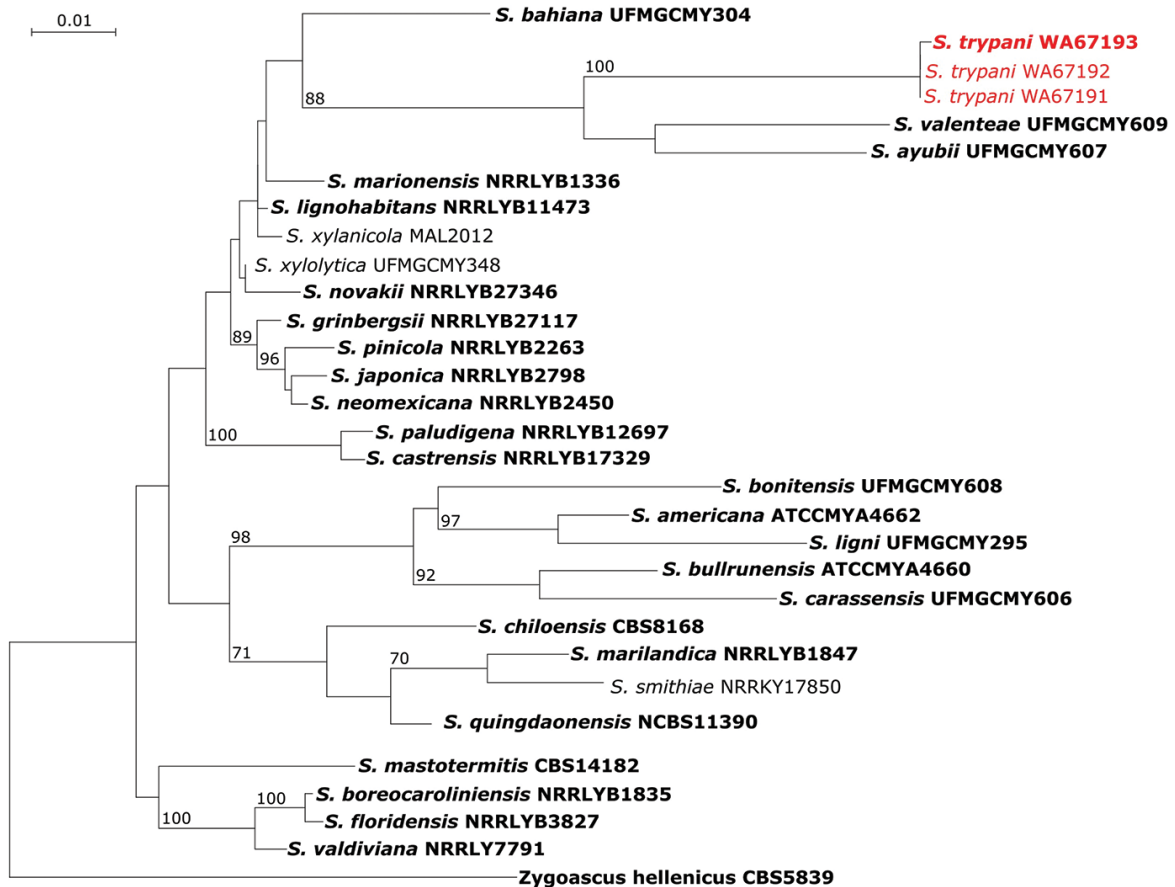 0.01
S. bahiana UFMGCMY304
S. trypani WA67193
100
S. trypani WA67192
S. trypani WA67191
88
S. valenteae UFMGCMY609
S. ayubii UFMGCMY607
S. marionensis NRRLYB1336
S. lignohabitans NRRLYB11473
S. xylanicola MAL2012
S. xylolytica UFMGCMY348
S. novakii NRRLYB27346
S. grinbergsii NRRLYB27117
89
S. pinicola NRRLYB2263
96
S. japonica NRRLYB2798
S. neomexicana NRRLYB2450
S. paludigena NRRLYB12697
100
S. castrensis NRRLYB17329
S. bonitensis UFMGCMY608
S. americana ATCCMYA4662
97
98
S. ligni UFMGCMY295
S. bullrunensis ATCCMYA4660
92
S. carassensis UFMGCMY606
S. chiloensis CBS8168
S. marilandica NRRLYB1847
71
70
S. smithiae NRRKY17850
S. quingdaonensis NCBS11390
S. mastotermitis CBS14182
S. boreocaroliniensis NRRLYB1835
100
S. floridensis NRRLYB3827
100
S. valdiviana NRRLY7791
Zygoascus hellenicus CBS5839